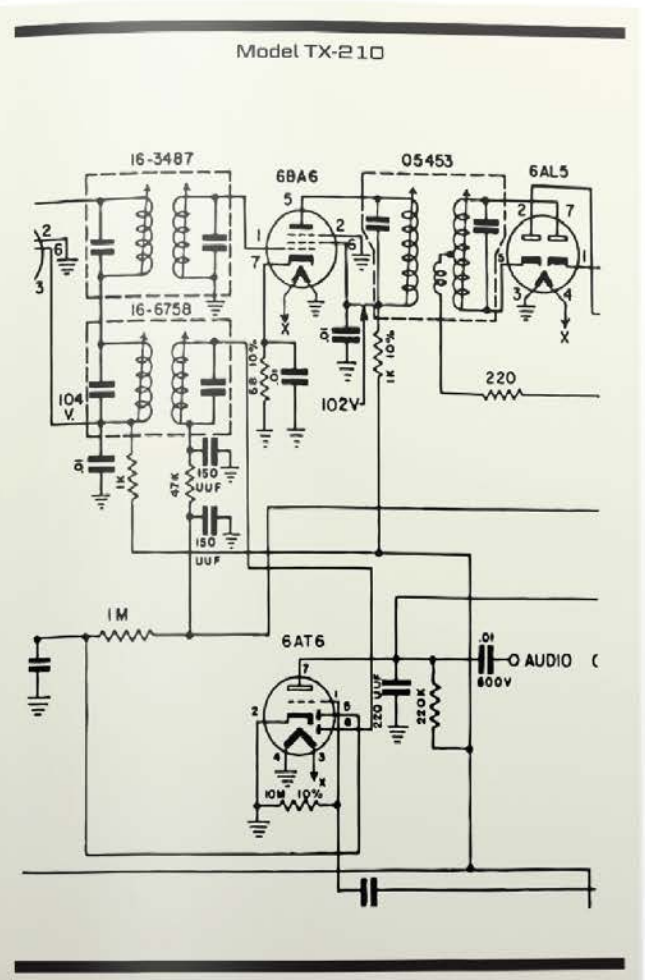 Model TX-210
16-3487
6BA6
05453
6AL5
5
2
7
1
2
6
2
6
5
1
7
3
3
4
16-6758
X
X
.01
68 10%
.01
1K 10%
104
V.
102V
220
.01
1K
47K
150
UUF
150
UUF
1M
6AT6
7
.01
AUDIO
600V
1
2
5
6
220 UUF
220K
4
3
X
10M 10%